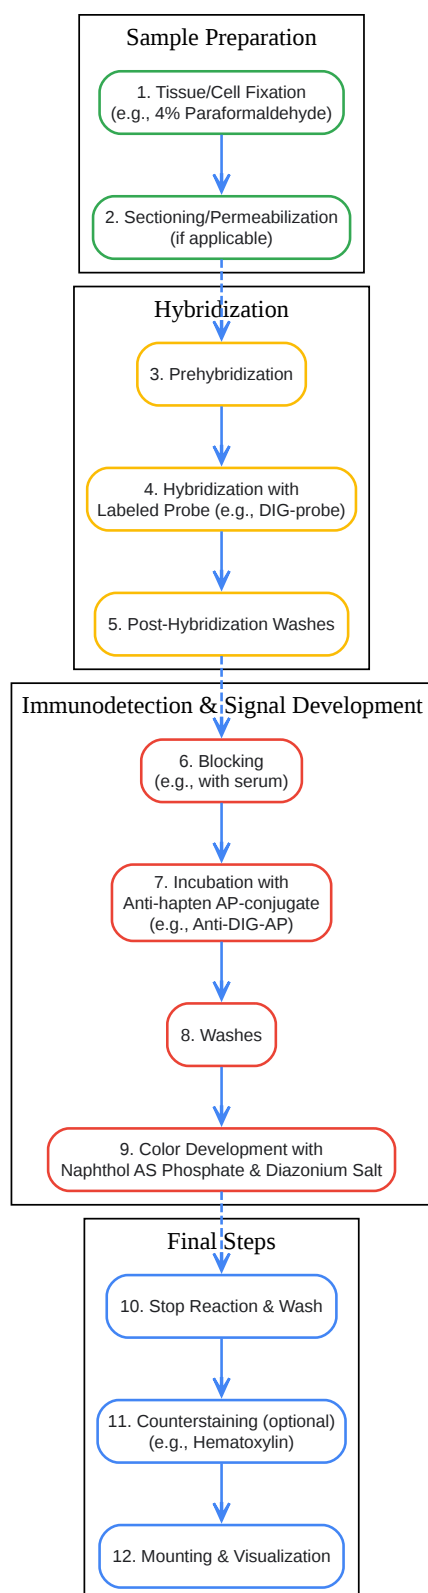 Sample Preparation
1. Tissue/Cell Fixation
(e.g., 4% Paraformaldehyde)
2. Sectioning/Permeabilization
(if applicable)
Hybridization
3. Prehybridization
4. Hybridization with
Labeled Probe (e.g., DIG-probe)
5. Post-Hybridization Washes
Immunodetection & Signal Development
6. Blocking
(e.g., with serum)
7. Incubation with
Anti-hapten AP-conjugate
(e.g., Anti-DIG-AP)
8. Washes
9. Color Development with
Naphthol AS Phosphate & Diazonium Salt
Final Steps
10. Stop Reaction & Wash
11. Counterstaining (optional)
(e.g., Hematoxylin)
12. Mounting & Visualization